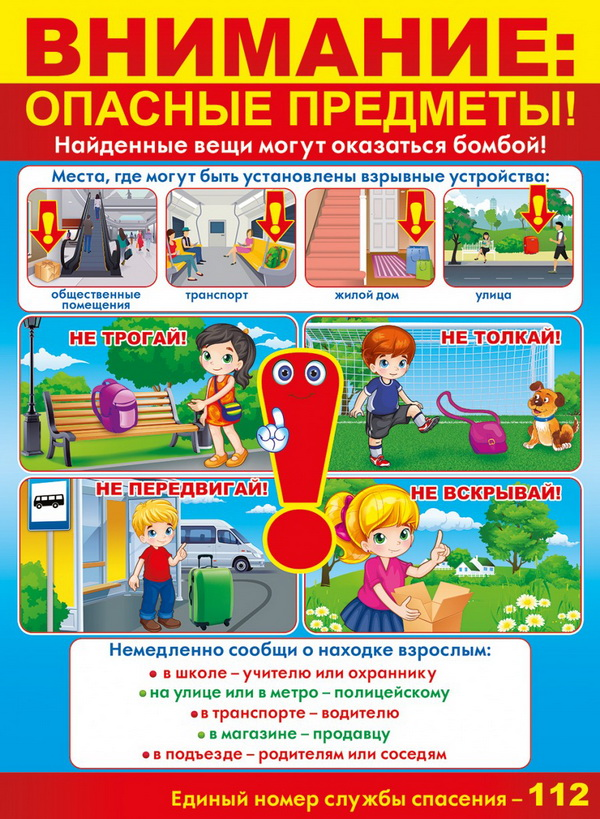 ВНИМАНИЕ:
ОПАСНЫЕ ПРЕДМЕТЫ!
Найденные вещи могут оказаться бомбой!
Места, где могут быть установлены взрывные устройства:
общественные
помещения
транспорт
жилой дом
улица
НЕ ТРОГАЙ!
НЕ ТОЛКАЙ!
НЕ ПЕРЕДВИГАЙ!
НЕ ВСКРЫВАЙ!
Немедленно сообщи о находке взрослым:
• в школе – учителю или охраннику
• на улице или в метро – полицейскому
• в транспорте – водителю
• в магазине – продавцу
• в подъезде – родителям или соседям
Единый номер службы спасения – 112